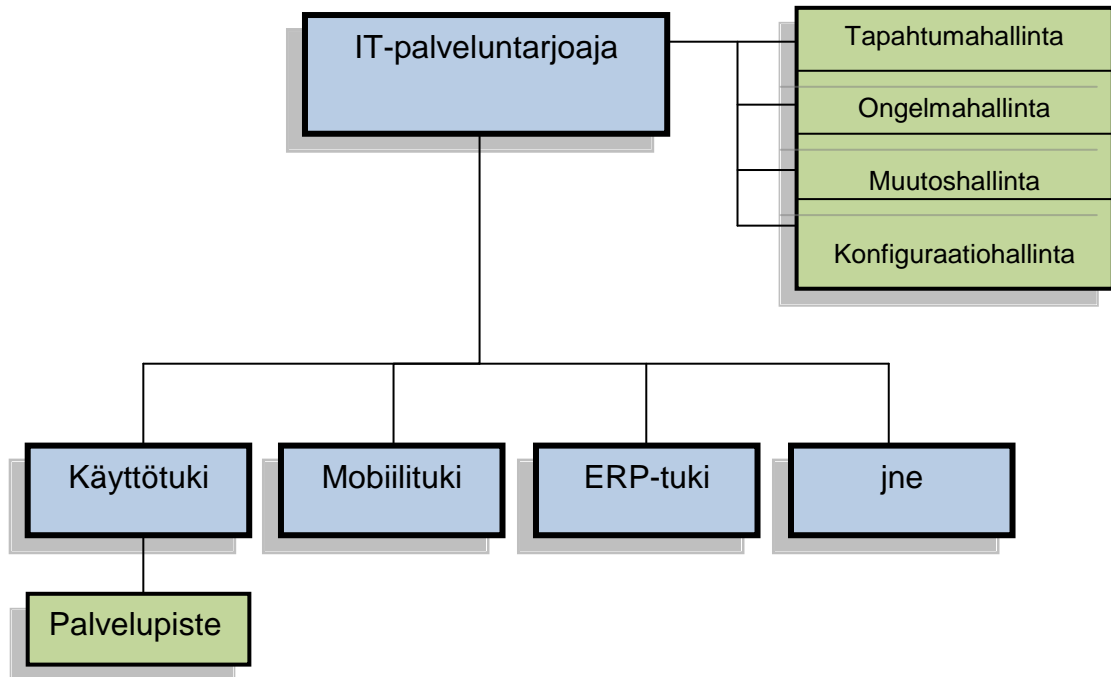 IT-palveluntarjoaja
Tapahtumahallinta
Ongelmahallinta
Muutoshallinta
Konfiguraatiohallinta
Käyttötuki
Mobiilituki
ERP-tuki
jne
Palvelupiste